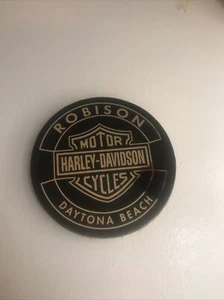 ROBISON
MOTOR
HARLEY-DAVIDSON
CYCLES
DAYTONA BEACH